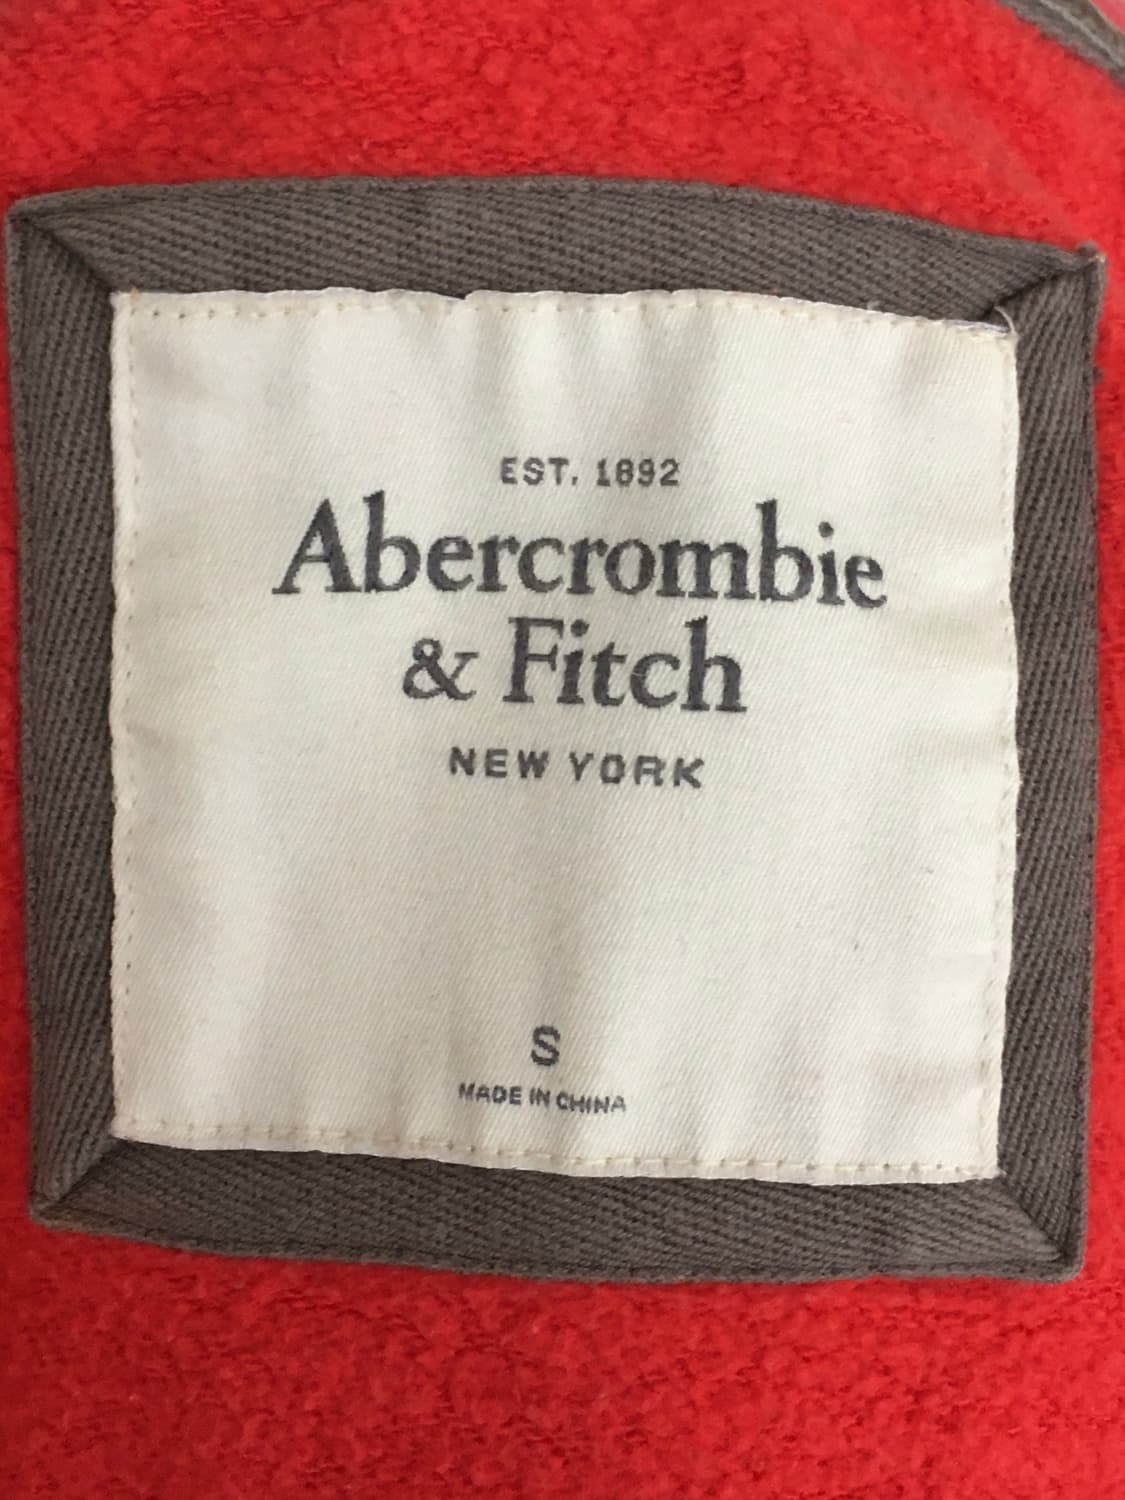 EST. 1892
Abercrombie
& Fitch
NEW YORK
S
MADE IN CHINA